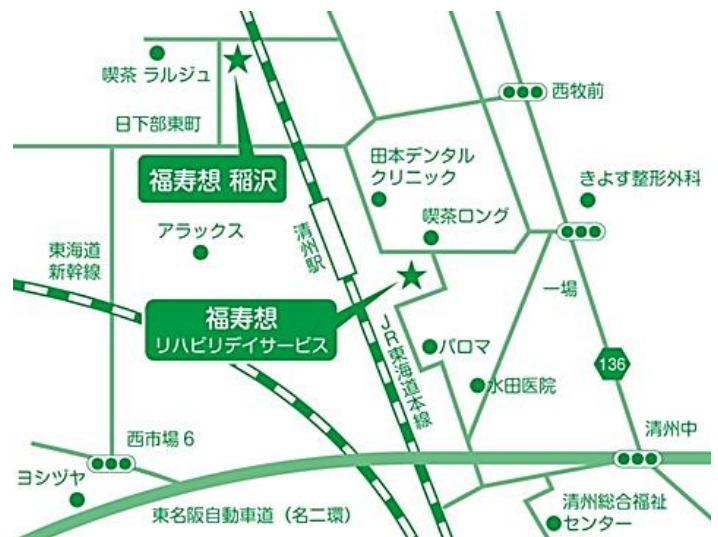 喫茶 ラルジュ
西牧前
日下部東町
福寿想 稲沢
田本デンタル
クリニック
きよす整形外科
喫茶ロング
アラックス
清州駅
東海道
新幹線
一場
福寿想
リハビリデイサービス
JR東海道本線
パロマ
136
水田医院
西市場6
清州中
ヨシヅヤ
東名阪自動車道（名二環）
清州総合福祉
センター